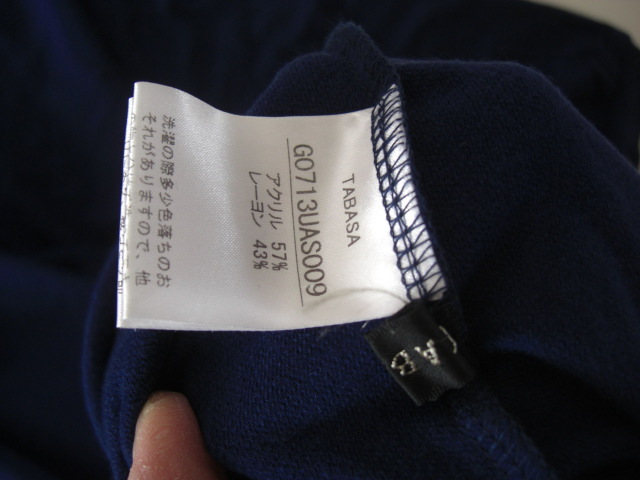 TABASA
G0713UAS009
アクリル 57%
レーヨン 43%
洗濯の際多少色落ちのお
それがありますので、他
AB